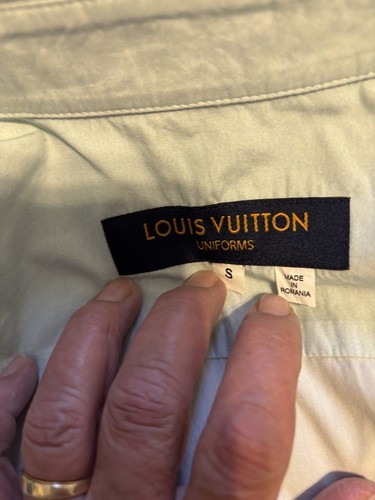 LOUIS VUITTON
UNIFORMS
S
MADE
IN
ROMANIA